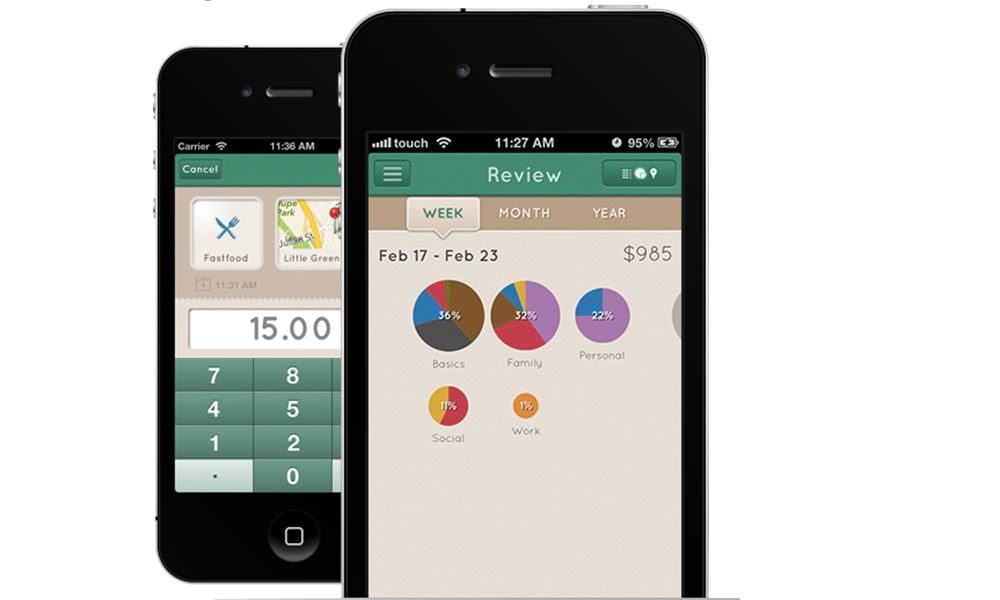 Carrier 11:36 AM
Cancel
Park
Julian St
Fastfood
Little Green
11:31 AM
15.00
7 8
4 5
1 2
. 0
touch 11:27 AM 95%
Review
WEEK MONTH YEAR
Feb 17 - Feb 23 $985
36% 32% 22%
Basics Family Personal
11% 1%
Social Work